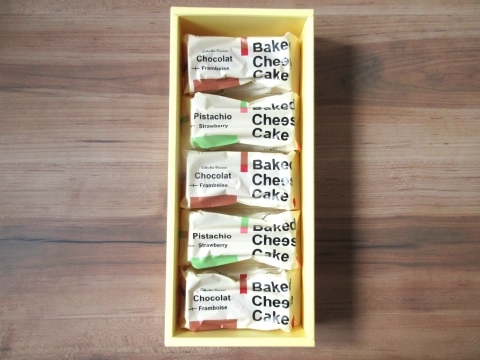 Chocolat
Framboise
Baked
Cheese
Cake
Pistachio
Strawberry
Baked
Cheese
Cake
Chocolat
Framboise
Baked
Cheese
Cake
Pistachio
Strawberry
Baked
Cheese
Cake
Chocolat
Framboise
Baked
Cheese
Cake